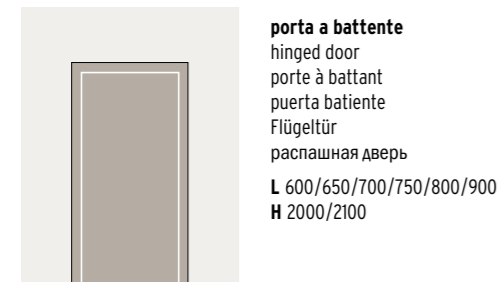 porta a battente
hinged door
porte à battant
puerta batiente
Flügeltür
распашная дверь
L 600/650/700/750/800/900
H 2000/2100